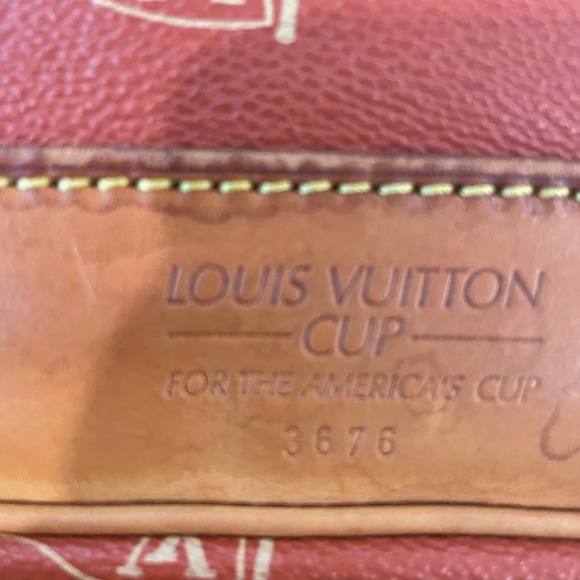 LOUIS VUITTON
CUP
FOR THE AMERICA'S CUP
3676